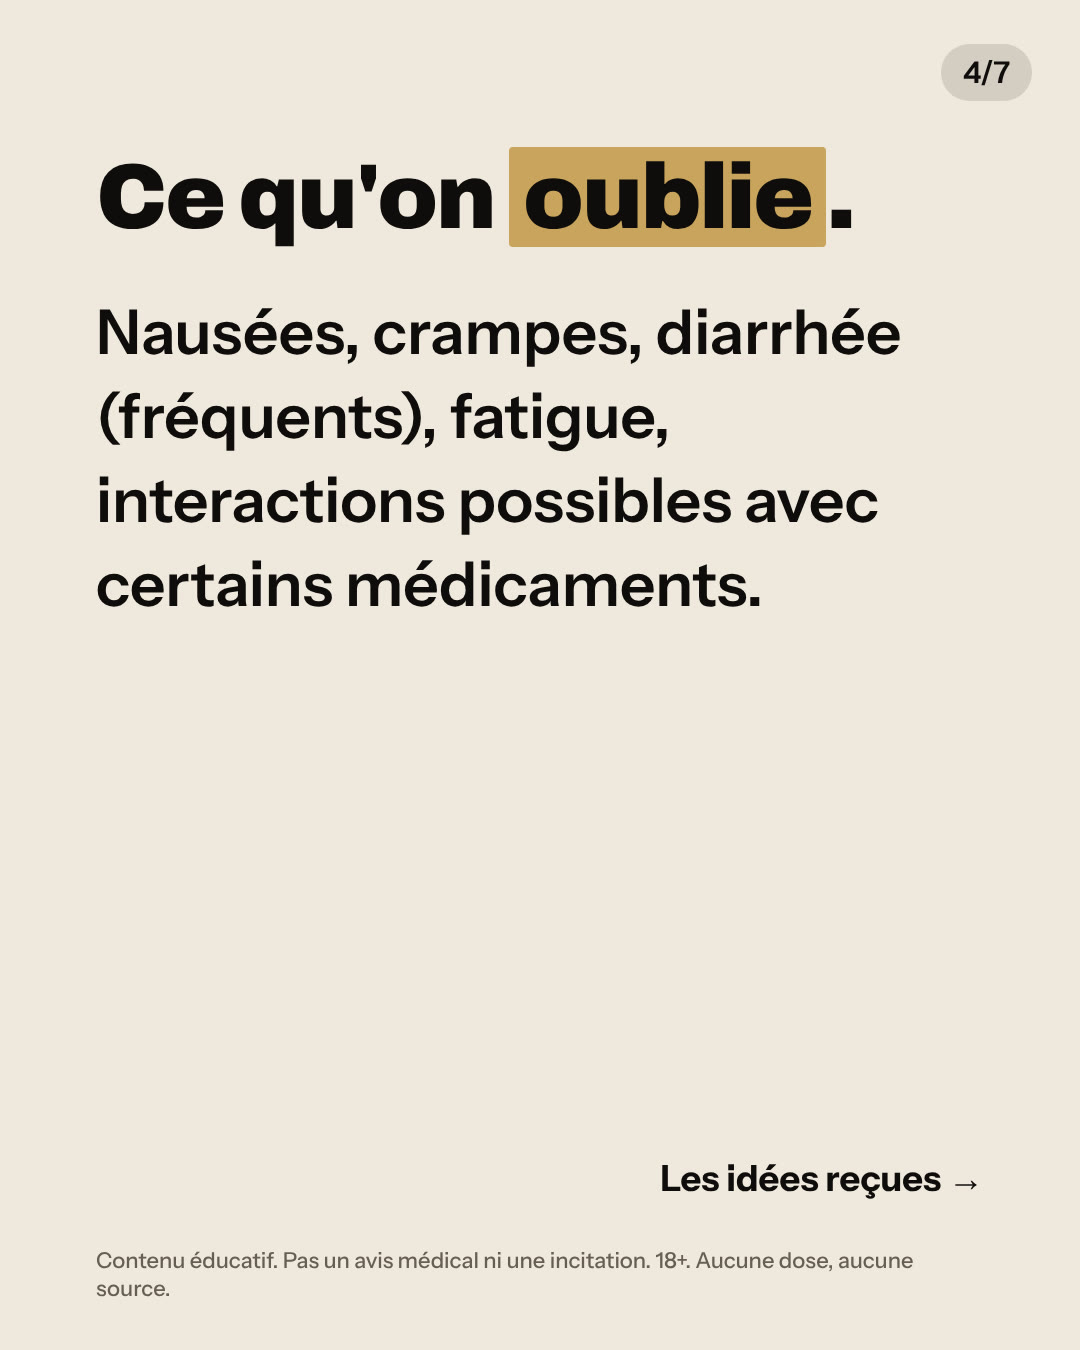 4/7
Ce qu'on oublie.
Nausées, crampes, diarrhée
(fréquents), fatigue,
interactions possibles avec
certains médicaments.
Les idées reçues →
Contenu éducatif. Pas un avis médical ni une incitation. 18+. Aucune dose, aucune
source.